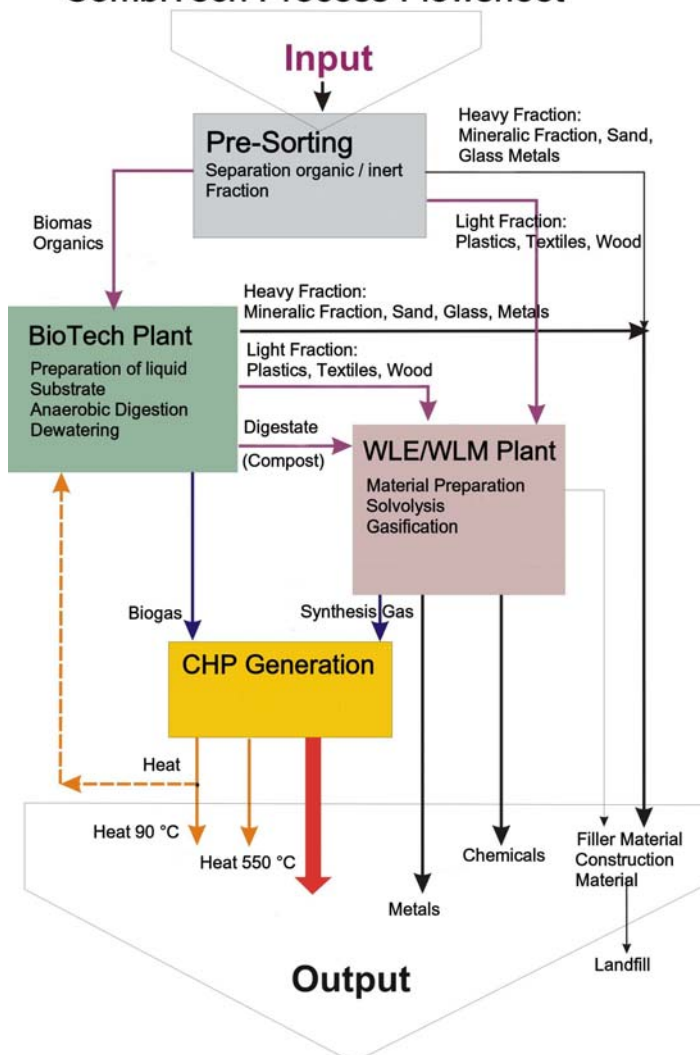 Input
Pre-Sorting
Separation organic / inert
Fraction
Heavy Fraction:
Mineralic Fraction, Sand,
Glass Metals
Biomas
Organics
Light Fraction:
Plastics, Textiles, Wood
Heavy Fraction:
Mineralic Fraction, Sand, Glass, Metals
BioTech Plant
Preparation of liquid
Substrate
Anaerobic Digestion
Dewatering
Light Fraction:
Plastics, Textiles, Wood
Digestate
(Compost)
WLE/WLM Plant
Material Preparation
Solvolysis
Gasification
Biogas
Synthesis Gas
CHP Generation
Heat
Heat 90 °C
Heat 550 °C
Chemicals
Filler Material
Construction
Material
Metals
Landfill
Output